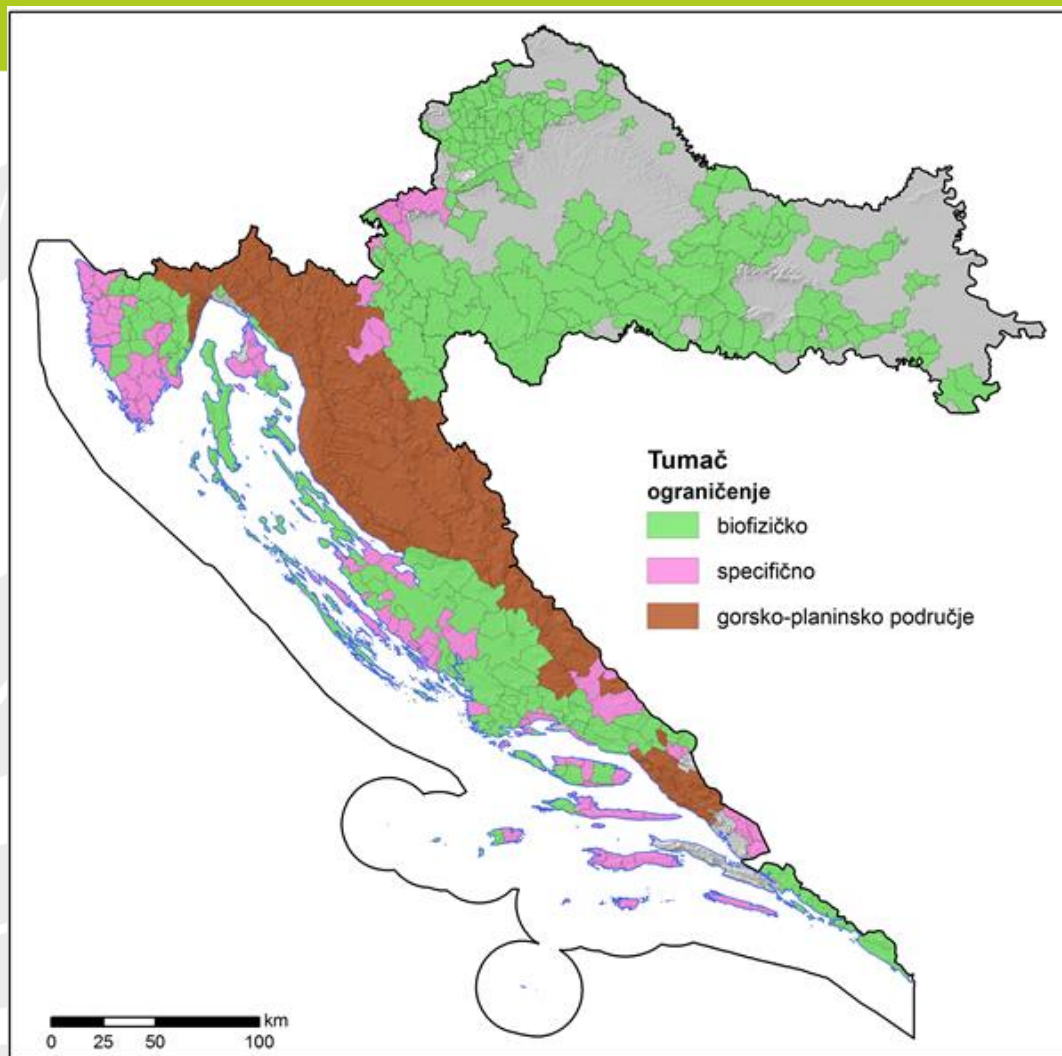 Tumač
ograničenje
biofizičko
specifično
gorsko-planinsko područje
km
0 25 50 100